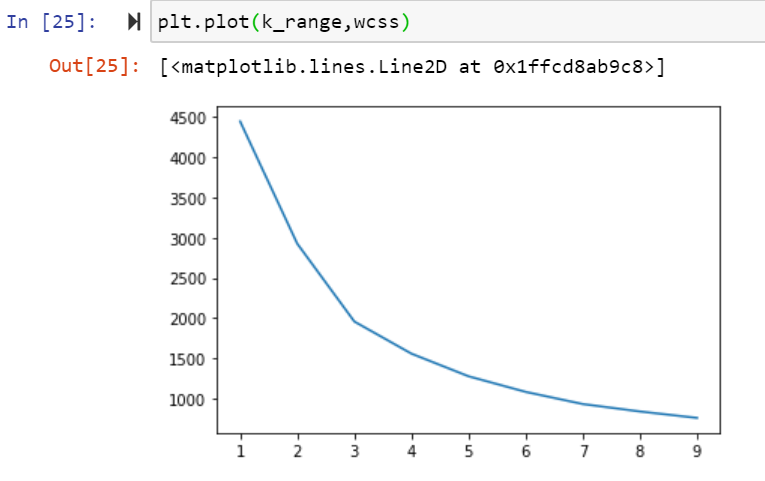 In [25]: plt.plot(k_range,wcss)
Out[25]: [<matplotlib.lines.Line2D at 0x1ffcd8ab9c8>]
4500
4000
3500
3000
2500
2000
1500
1000
1 2 3 4 5 6 7 8 9